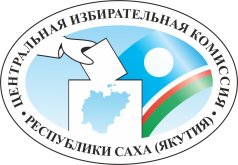 ЦЕНТРАЛЬНАЯ ИЗБИРАТЕЛЬНАЯ КОМИССИЯ
• РЕСПУБЛИКИ САХА (ЯКУТИЯ) •